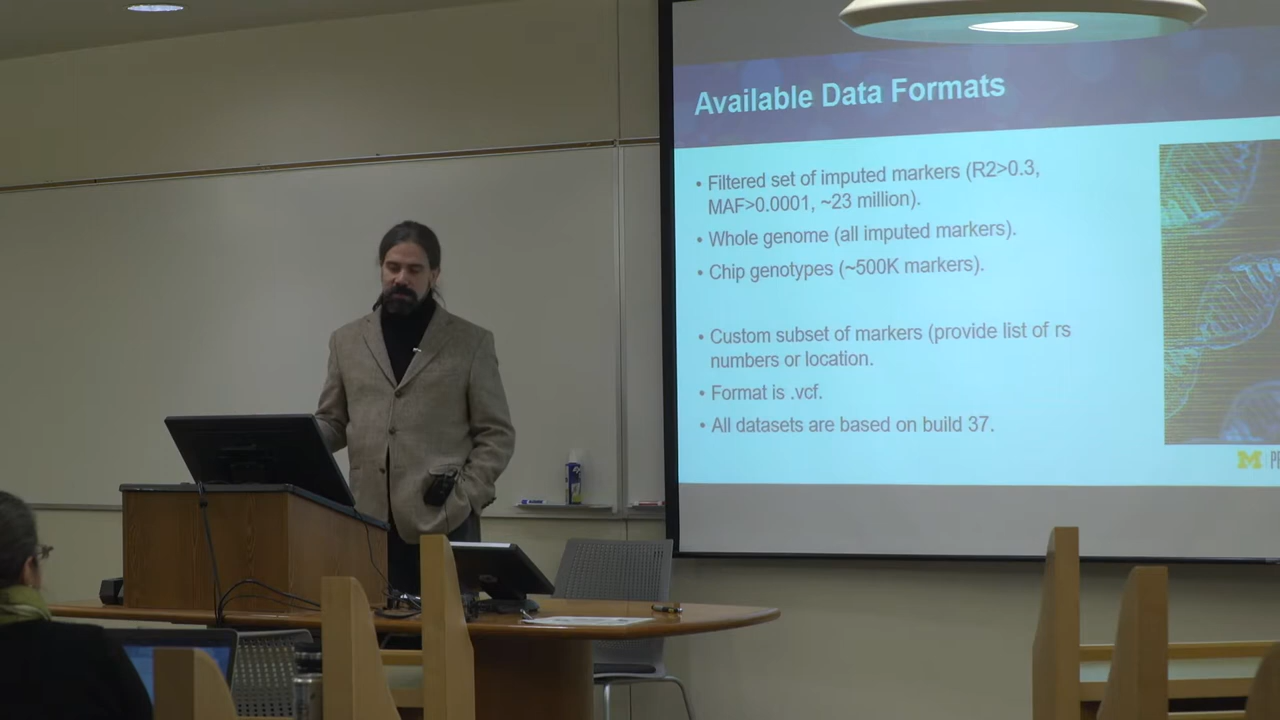 Available Data Formats
• Filtered set of imputed markers (R2>0.3,
MAF>0.0001, ~23 million).
• Whole genome (all imputed markers).
• Chip genotypes (~500K markers).
• Custom subset of markers (provide list of rs
numbers or location.
• Format is .vcf.
• All datasets are based on build 37.
M